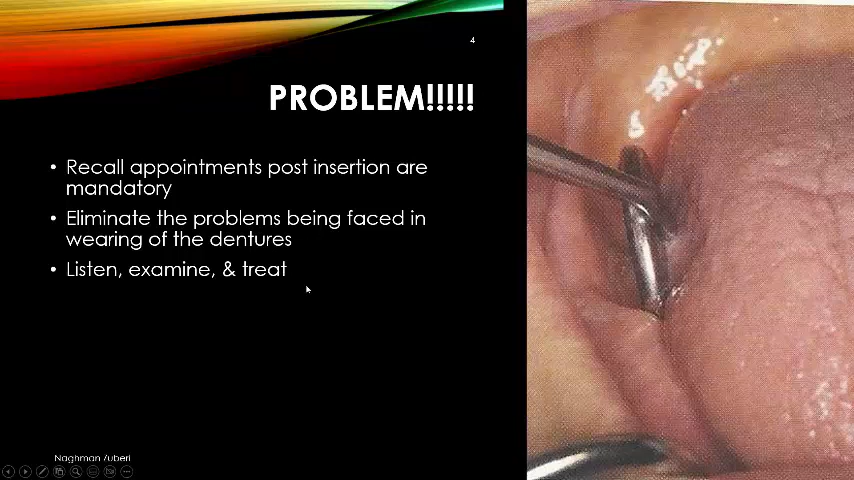 4
PROBLEM!!!!!
• Recall appointments post insertion are
mandatory
• Eliminate the problems being faced in
wearing of the dentures
• Listen, examine, & treat
Naghman Zuberi